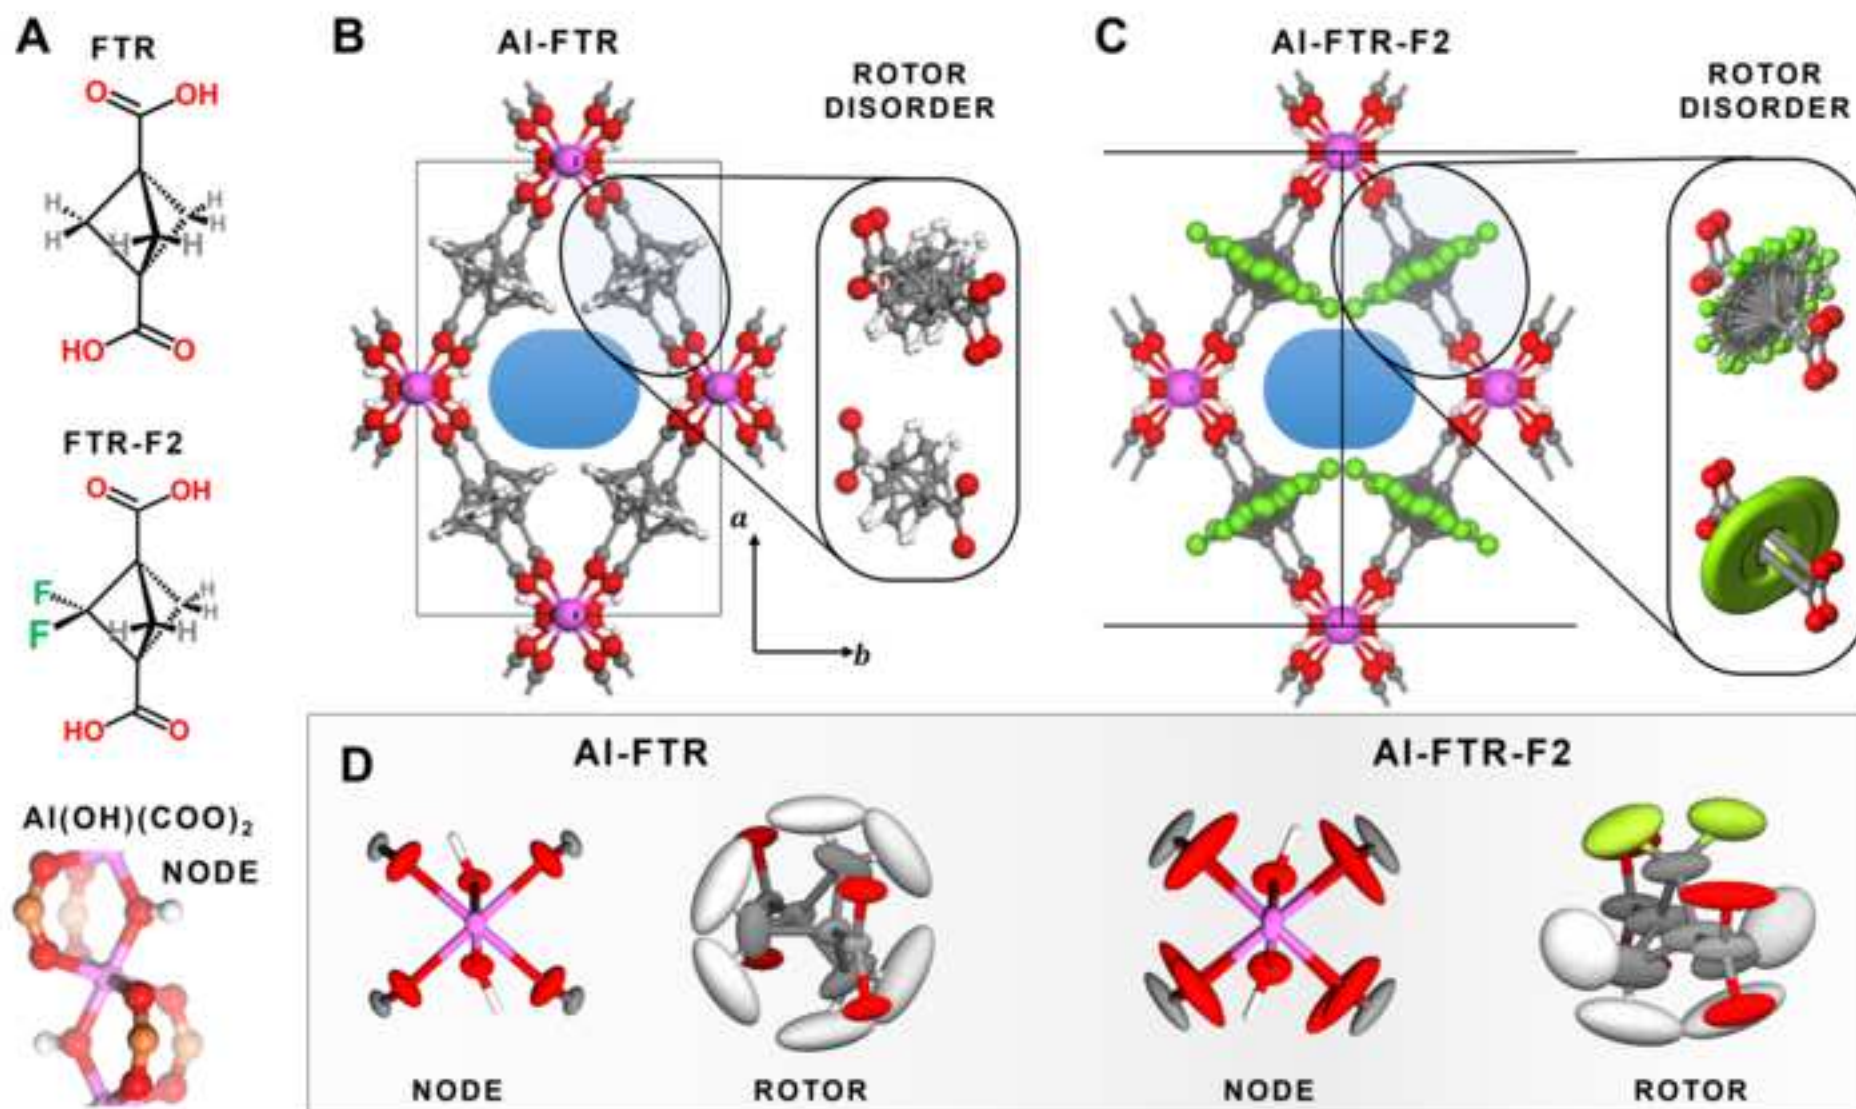 A
FTR
O
OH
H
H
H
H
H
H
HO
O
FTR-F2
O
OH
F
F
H
H
H
H
HO
O
Al(OH)(COO)₂
NODE
B
Al-FTR
ROTOR
DISORDER
a
b
C
Al-FTR-F2
ROTOR
DISORDER
D
Al-FTR
Al-FTR-F2
NODE
ROTOR
NODE
ROTOR